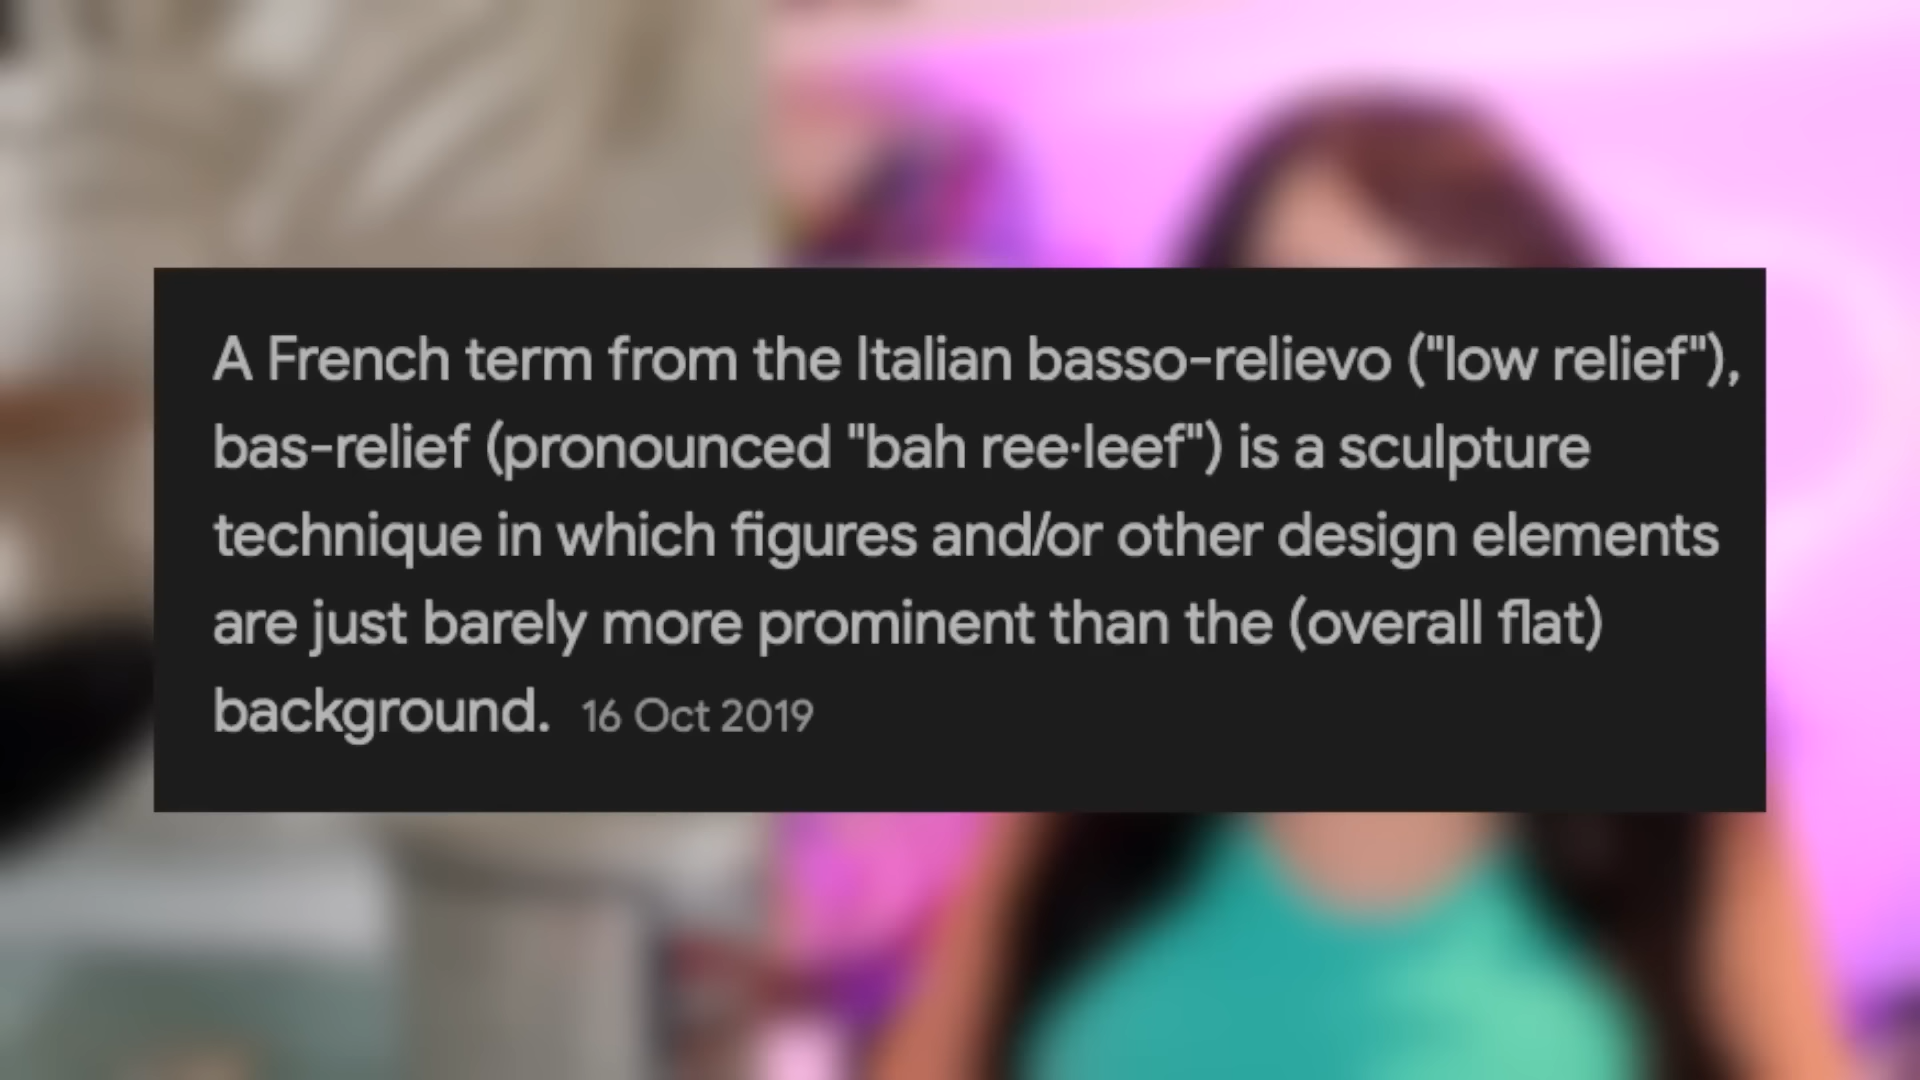 A French term from the Italian basso-relievo ("low relief"),
bas-relief (pronounced "bah ree·leef") is a sculpture
technique in which figures and/or other design elements
are just barely more prominent than the (overall flat)
background. 16 Oct 2019